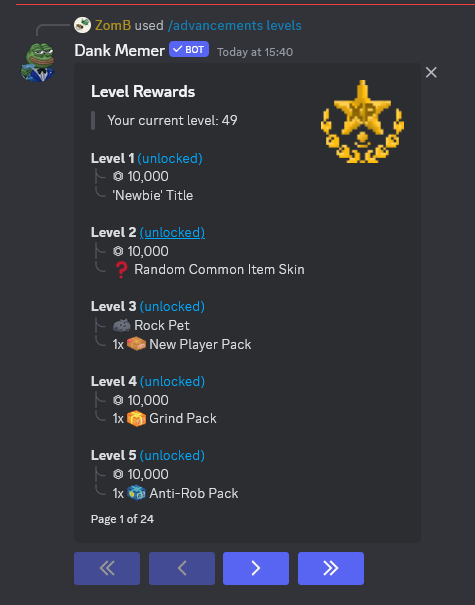 ZomB used /advancements levels
Dank Memer ✓ BOT Today at 15:40
Level Rewards
Your current level: 49
XP
Level 1 (unlocked)
10,000
'Newbie' Title
Level 2 (unlocked)
10,000
❓ Random Common Item Skin
Level 3 (unlocked)
Rock Pet
1x New Player Pack
Level 4 (unlocked)
10,000
1x Grind Pack
Level 5 (unlocked)
10,000
1x Anti-Rob Pack
Page 1 of 24